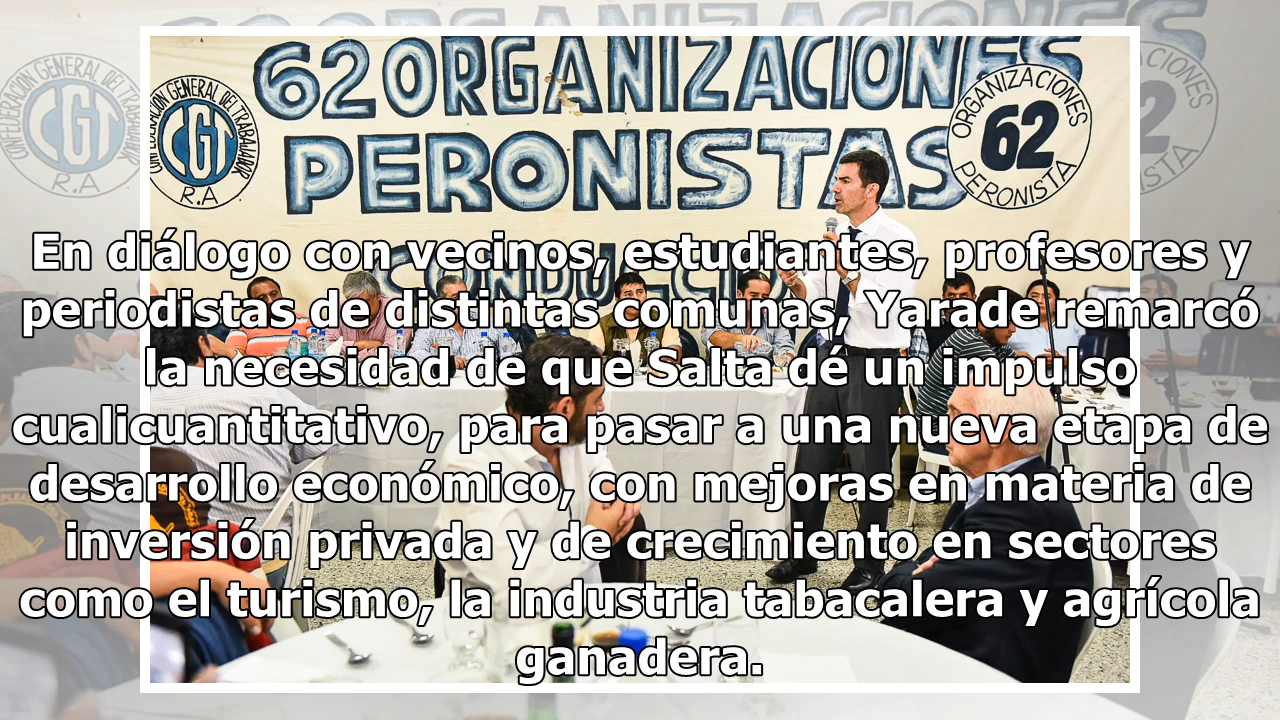 62 ORGANIZACIONES
PERONISTAS
CONDUCCIO
CONFEDERACION GENERAL DEL TRABAJO
CGT
R.A
ORGANIZACIONES
62
PERONISTA
En diálogo con vecinos, estudiantes, profesores y
periodistas de distintas comunas, Yarade remarcó
la necesidad de que Salta dé un impulso
cualicuantitativo, para pasar a una nueva etapa de
desarrollo económico, con mejoras en materia de
inversión privada y de crecimiento en sectores
como el turismo, la industria tabacalera y agrícola
ganadera.